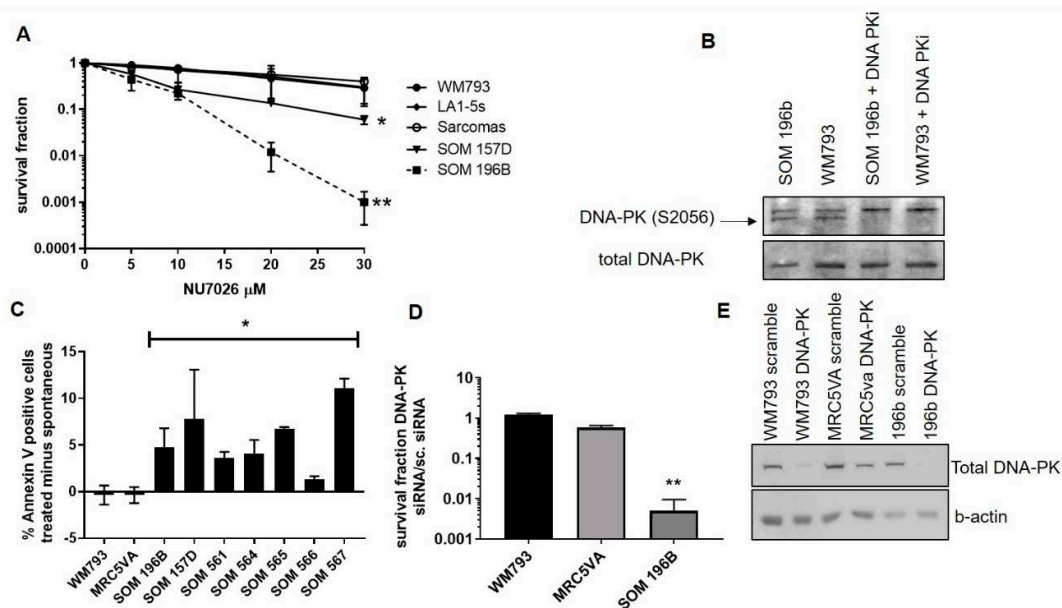 A
survival fraction
1
0.1
0.01
0.001
0.0001
0
5
10
15
20
25
30
NU7026 μM
*
**
WM793
LA1-5s
Sarcomas
SOM 157D
SOM 196B
B
SOM 196b
WM793
SOM 196b + DNA PKi
WM793 + DNA PKi
DNA-PK (S2056)
total DNA-PK
C
% Annexin V positive cells
treated minus spontaneous
*
15
10
5
0
5
WM793
MRC5VA
SOM 196B
SOM 157D
SOM 561
SOM 564
SOM 565
SOM 566
SOM 567
D
survival fraction DNA-PK
siRNA/sc. siRNA
10
1
0.1
0.01
0.001
**
WM793
MRC5VA
SOM 196B
E
WM793 scramble
WM793 DNA-PK
MRC5VA scramble
MRC5va DNA-PK
196b scramble
196b DNA-PK
Total DNA-PK
b-actin